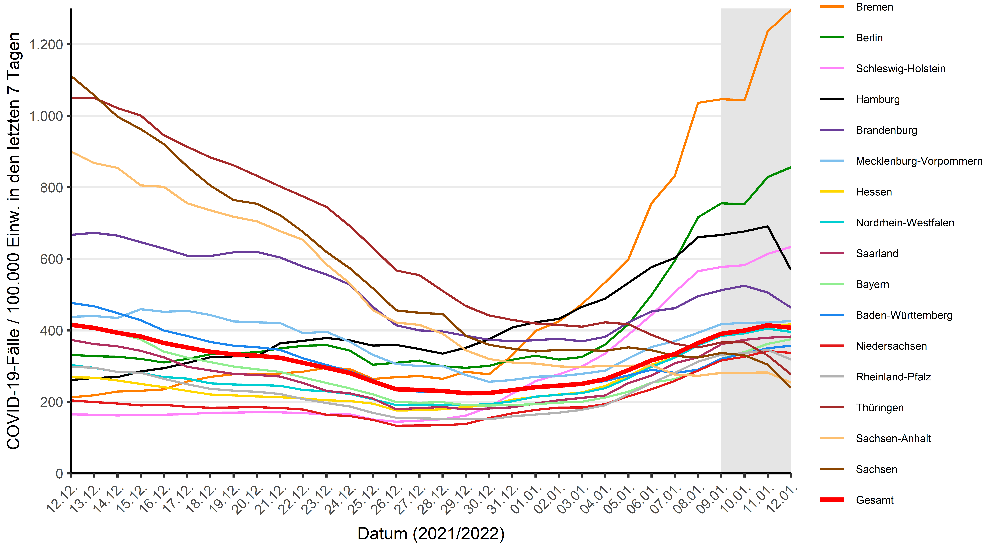 COVID-19-Fälle / 100.000 Einw. in den letzten 7 Tagen
1.200
1.000
800
600
400
200
0
12.12.
13.12.
14.12.
15.12.
16.12.
17.12.
18.12.
19.12.
20.12.
21.12.
22.12.
23.12.
24.12.
25.12.
26.12.
27.12.
28.12.
29.12.
30.12.
31.12.
01.01.
02.01.
03.01.
04.01.
05.01.
06.01.
07.01.
08.01.
09.01.
10.01.
11.01.
12.01.
Datum (2021/2022)
Bremen
Berlin
Schleswig-Holstein
Hamburg
Brandenburg
Mecklenburg-Vorpommern
Hessen
Nordrhein-Westfalen
Saarland
Bayern
Baden-Württemberg
Niedersachsen
Rheinland-Pfalz
Thüringen
Sachsen-Anhalt
Sachsen
Gesamt